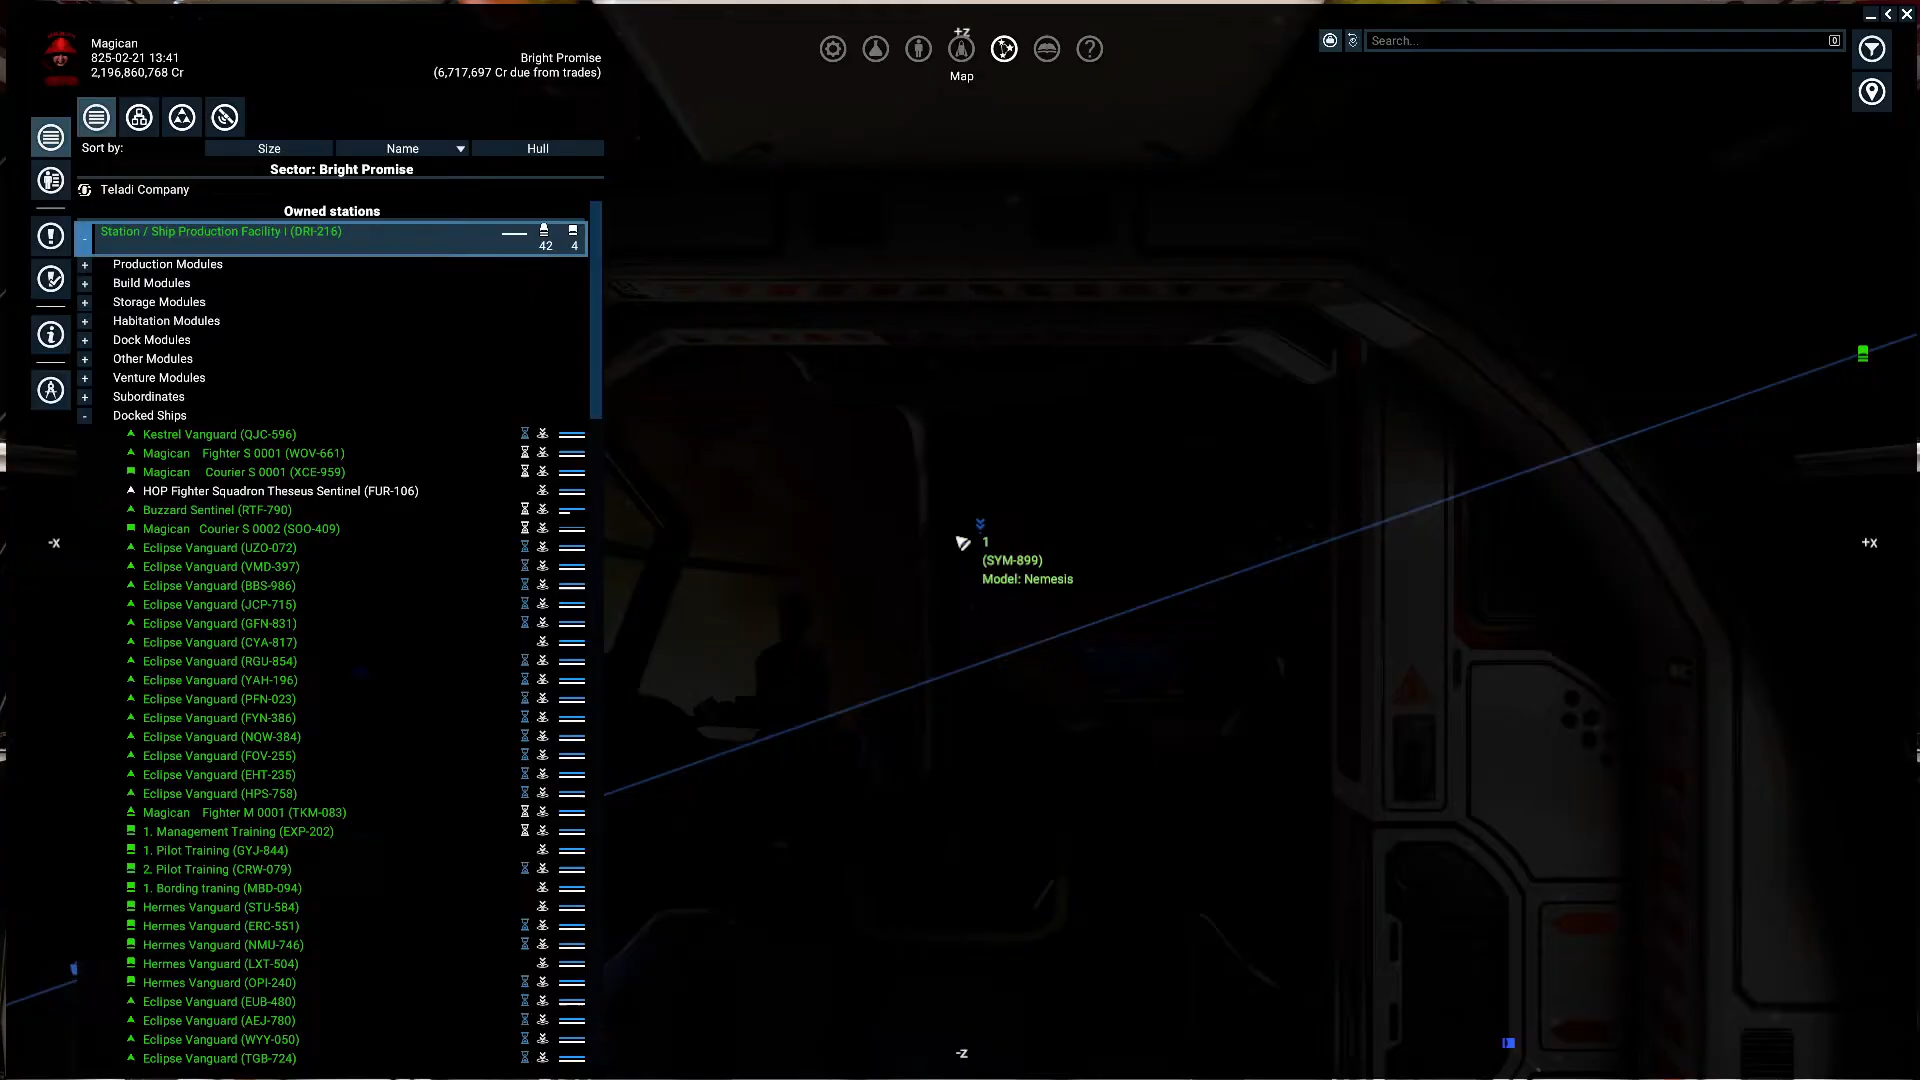 Magican
825-02-21 13:41
2,196,860,768 Cr
Bright Promise
(6,717,697 Cr due from trades)
+Z
Map
Search...
Sort by:
Size
Name
Hull
Sector: Bright Promise
Teladi Company
Owned stations
Station / Ship Production Facility I (DRI-216)
42 4
Production Modules
Build Modules
Storage Modules
Habitation Modules
Dock Modules
Other Modules
Venture Modules
Subordinates
Docked Ships
Kestrel Vanguard (QJC-596)
Magican Fighter S 0001 (WOV-661)
Magican Courier S 0001 (XCE-959)
HOP Fighter Squadron Theseus Sentinel (FUR-106)
Buzzard Sentinel (RTF-790)
Magican Courier S 0002 (SOO-409)
Eclipse Vanguard (UZO-072)
Eclipse Vanguard (VMD-397)
Eclipse Vanguard (BBS-986)
Eclipse Vanguard (JCP-715)
Eclipse Vanguard (GFN-831)
Eclipse Vanguard (CYA-817)
Eclipse Vanguard (RGU-854)
Eclipse Vanguard (YAH-196)
Eclipse Vanguard (PFN-023)
Eclipse Vanguard (FYN-386)
Eclipse Vanguard (NQW-384)
Eclipse Vanguard (FOV-255)
Eclipse Vanguard (EHT-235)
Eclipse Vanguard (HPS-758)
Magican Fighter M 0001 (TKM-083)
1. Management Training (EXP-202)
1. Pilot Training (GYJ-844)
2. Pilot Training (CRW-079)
1. Bording traning (MBD-094)
Hermes Vanguard (STU-584)
Hermes Vanguard (ERC-551)
Hermes Vanguard (NMU-746)
Hermes Vanguard (LXT-504)
Hermes Vanguard (OPI-240)
Eclipse Vanguard (EUB-480)
Eclipse Vanguard (AEJ-780)
Eclipse Vanguard (WYY-050)
Eclipse Vanguard (TGB-724)
-X
1
(SYM-899)
Model: Nemesis
+X
-Z